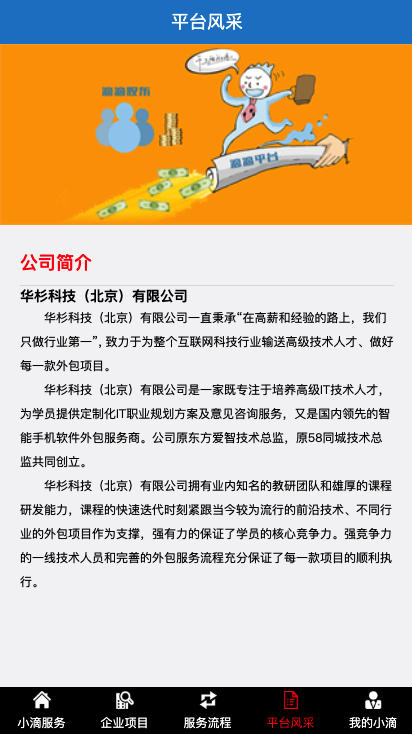 平台风采
滴滴平台
公司简介
华杉科技（北京）有限公司
华杉科技（北京）有限公司一直秉承“在高薪和经验的路上，我们
只做行业第一”, 致力于为整个互联网科技行业输送高级技术人才、做好
每一款外包项目。
华杉科技（北京）有限公司是一家既专注于培养高级IT技术人才，
为学员提供定制化IT职业规划方案及意见咨询服务，又是国内领先的智
能手机软件外包服务商。公司原东方爱智技术总监，原58同城技术总
监共同创立。
华杉科技（北京）有限公司拥有业内知名的教研团队和雄厚的课程
研发能力，课程的快速迭代时刻紧跟当今较为流行的前沿技术、不同行
业的外包项目作为支撑，强有力的保证了学员的核心竞争力。强竞争力
的一线技术人员和完善的外包服务流程充分保证了每一款项目的顺利执
行。
小滴服务 企业项目 服务流程 平台风采 我的小滴